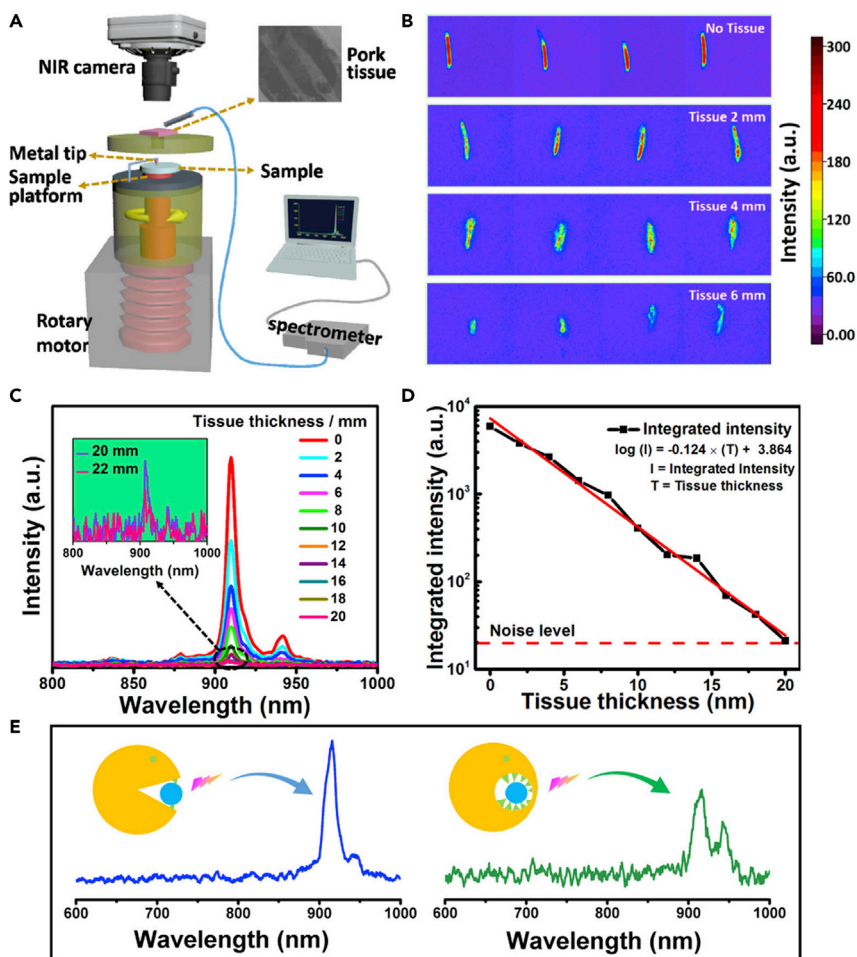 A
NIR camera
Pork
tissue
Metal tip
Sample
platform
Sample
Rotary
motor
spectrometer
B
No Tissue
Tissue 2 mm
Tissue 4 mm
Tissue 6 mm
300
240
180
120
60.0
0.00
Intensity (a.u.)
C
Tissue thickness / mm
0
2
4
6
8
10
12
14
16
18
20
20 mm
22 mm
800 900 1000
Wavelength (nm)
Intensity (a.u.)
800 850 900 950 1000
Wavelength (nm)
D
Integrated intensity
log (I) = -0.124 × (T) + 3.864
I = Integrated Intensity
T = Tissue thickness
Noise level
10⁴
10³
10²
10¹
Integrated intensity (a.u.)
0 5 10 15 20
Tissue thickness (nm)
E
600 700 800 900 1000
Wavelength (nm)
600 700 800 900 1000
Wavelength (nm)